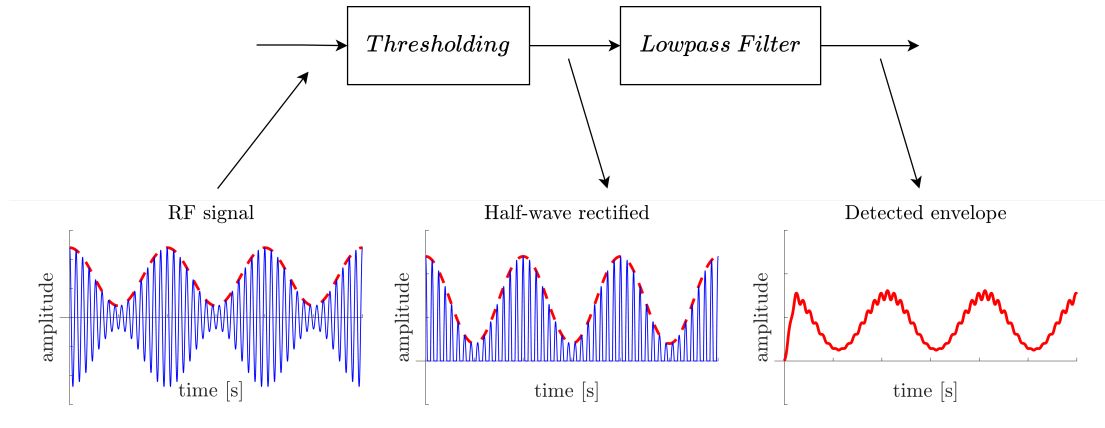 Thresholding
Lowpass Filter
RF signal
Half-wave rectified
Detected envelope
amplitude
time [s]
amplitude
time [s]
amplitude
time [s]